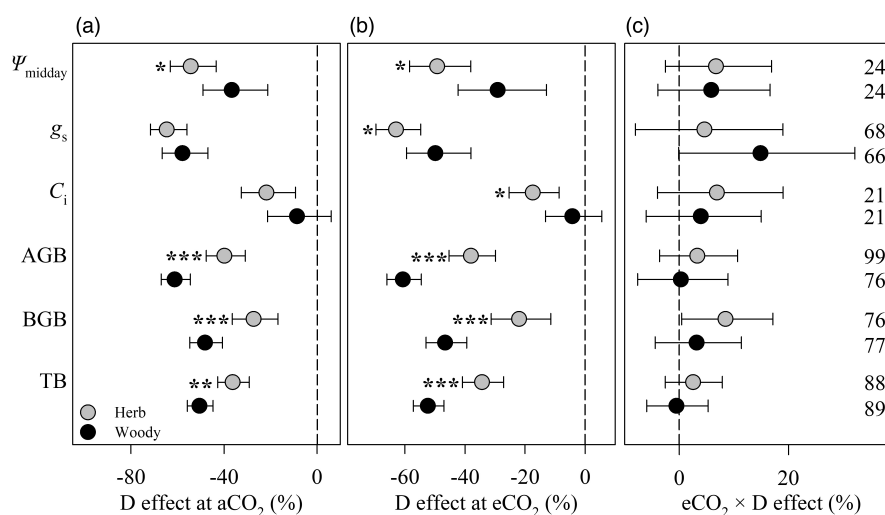 (a) (b) (c)
Ψmidday * * 24
24
gs * 68
66
Ci * 21
21
AGB *** *** 99
76
BGB *** *** 76
77
TB ** *** 88
89
Herb
Woody
-80 -40 0 -60 -40 -20 0 0 20
D effect at aCO₂ (%) D effect at eCO₂ (%) eCO₂ × D effect (%)